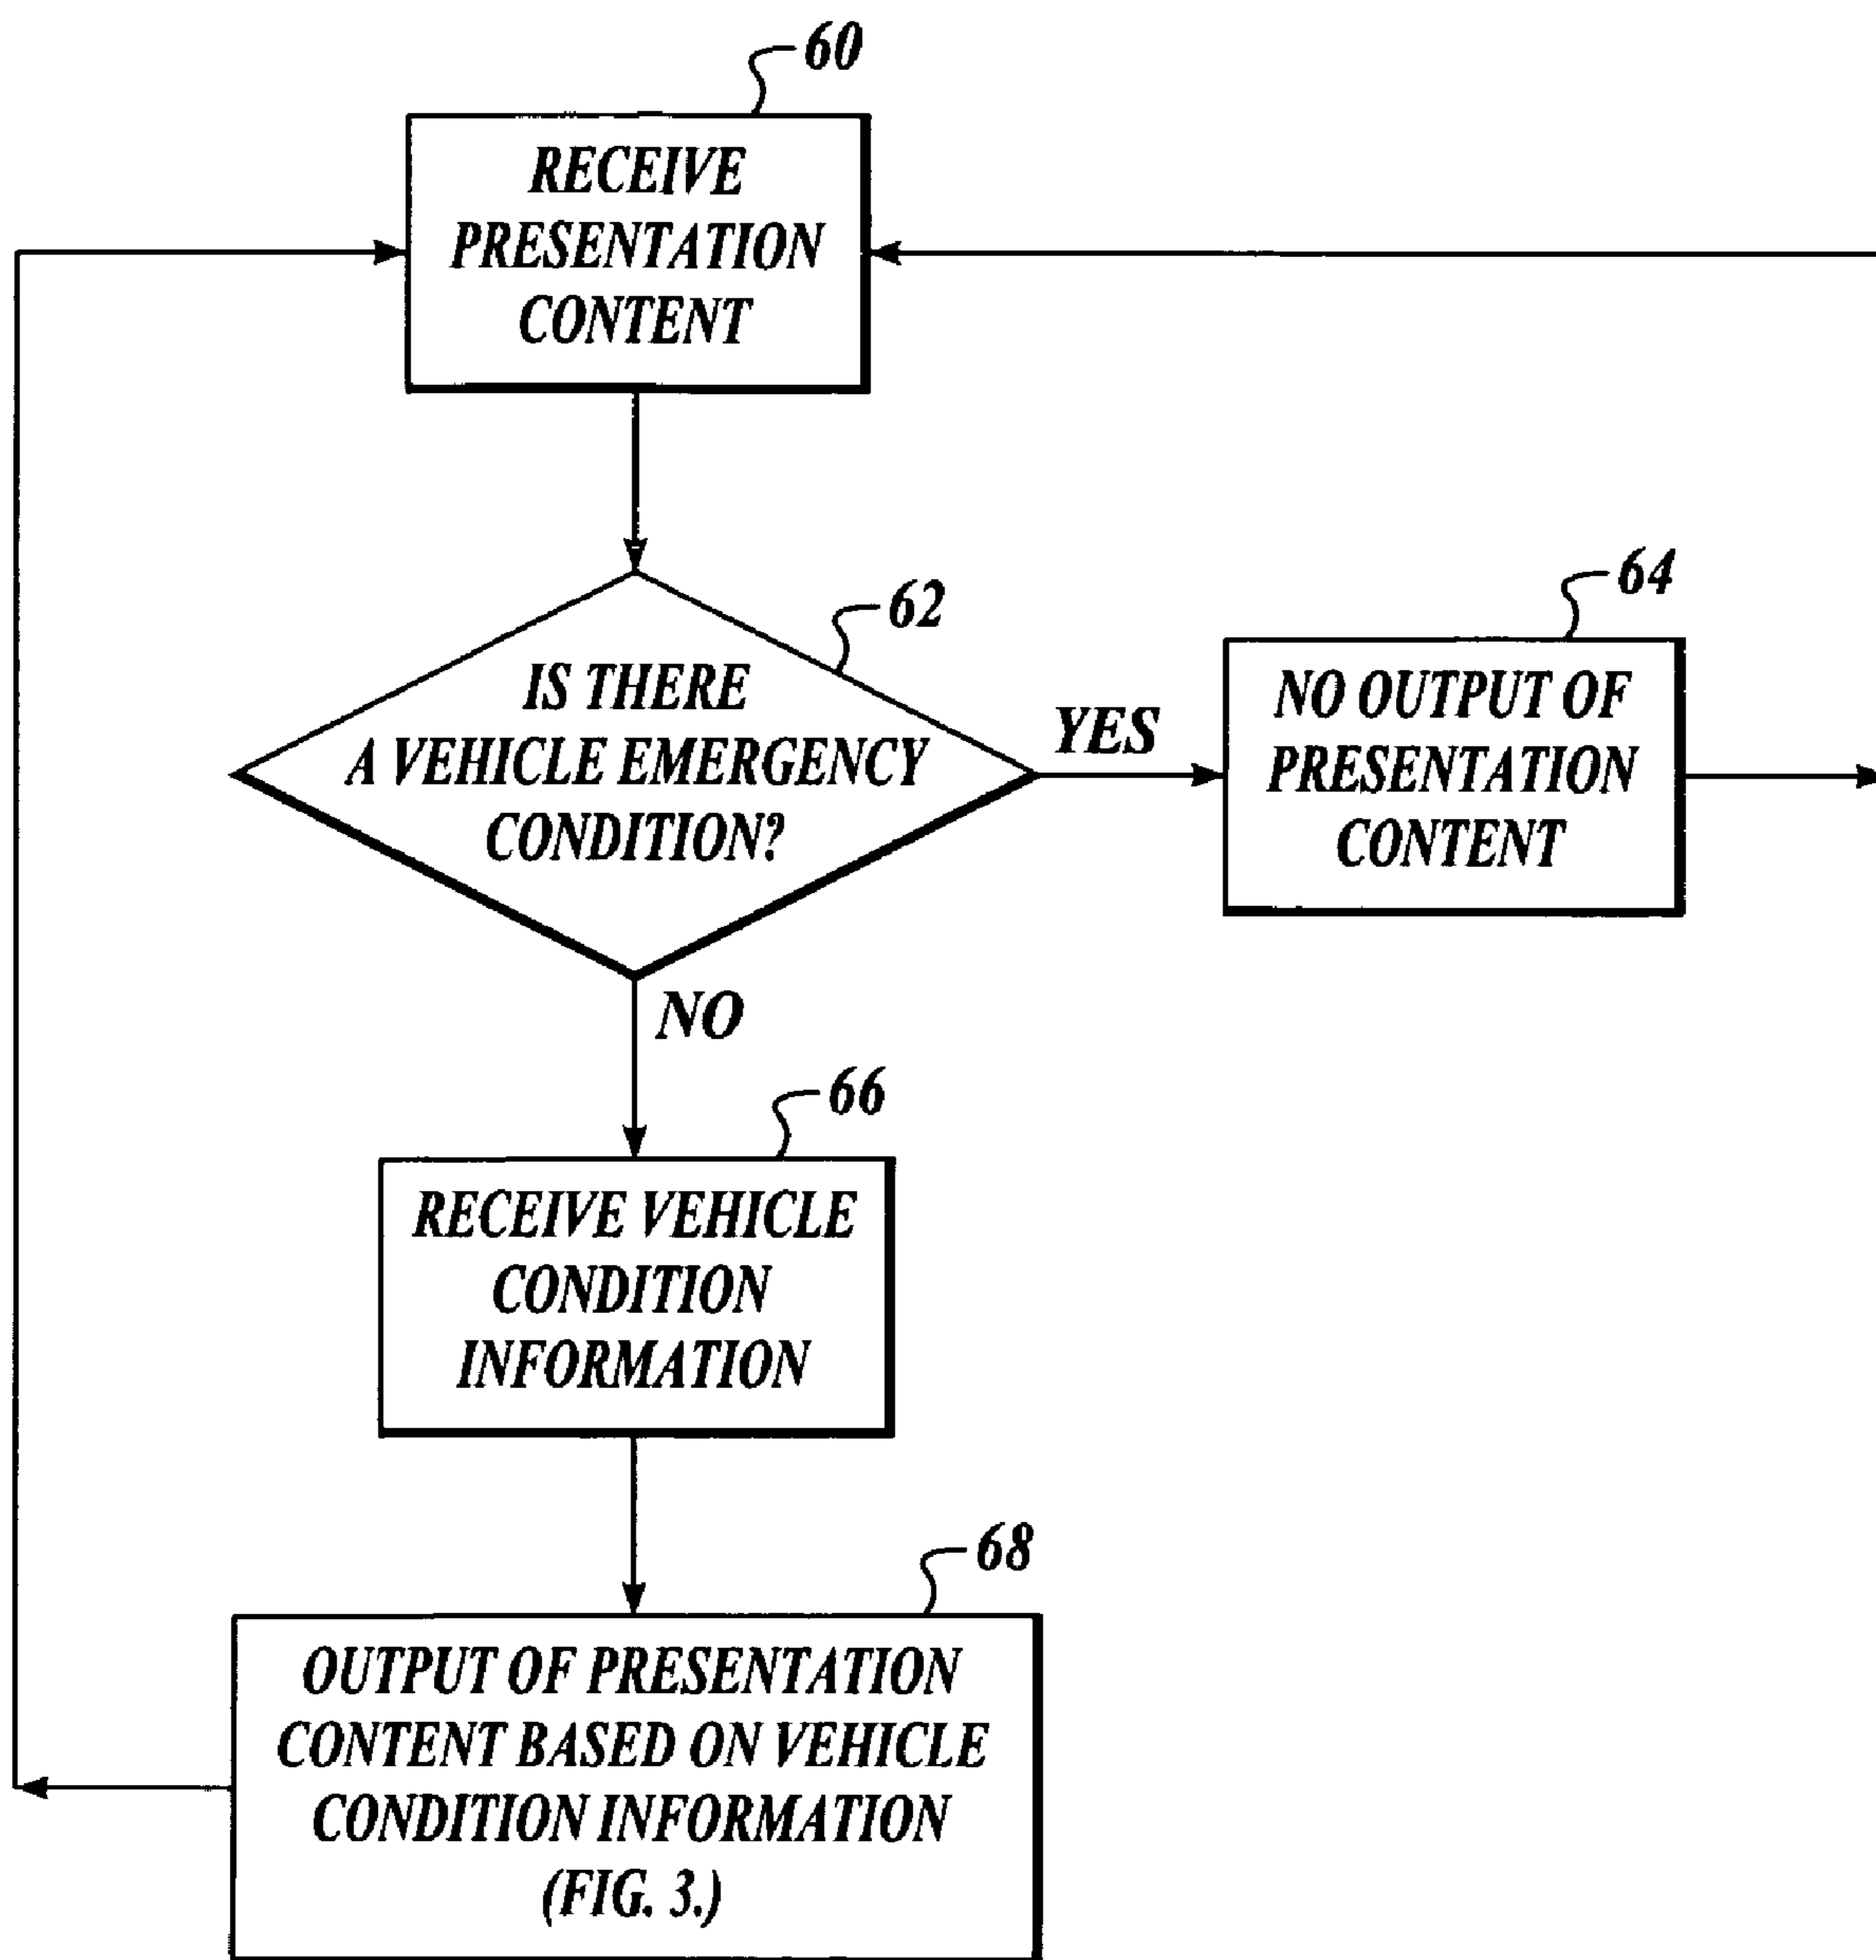 60
RECEIVE
PRESENTATION
CONTENT
62
IS THERE
A VEHICLE EMERGENCY
CONDITION?
YES
64
NO OUTPUT OF
PRESENTATION
CONTENT
NO
66
RECEIVE VEHICLE
CONDITION
INFORMATION
68
OUTPUT OF PRESENTATION
CONTENT BASED ON VEHICLE
CONDITION INFORMATION
(FIG. 3.)